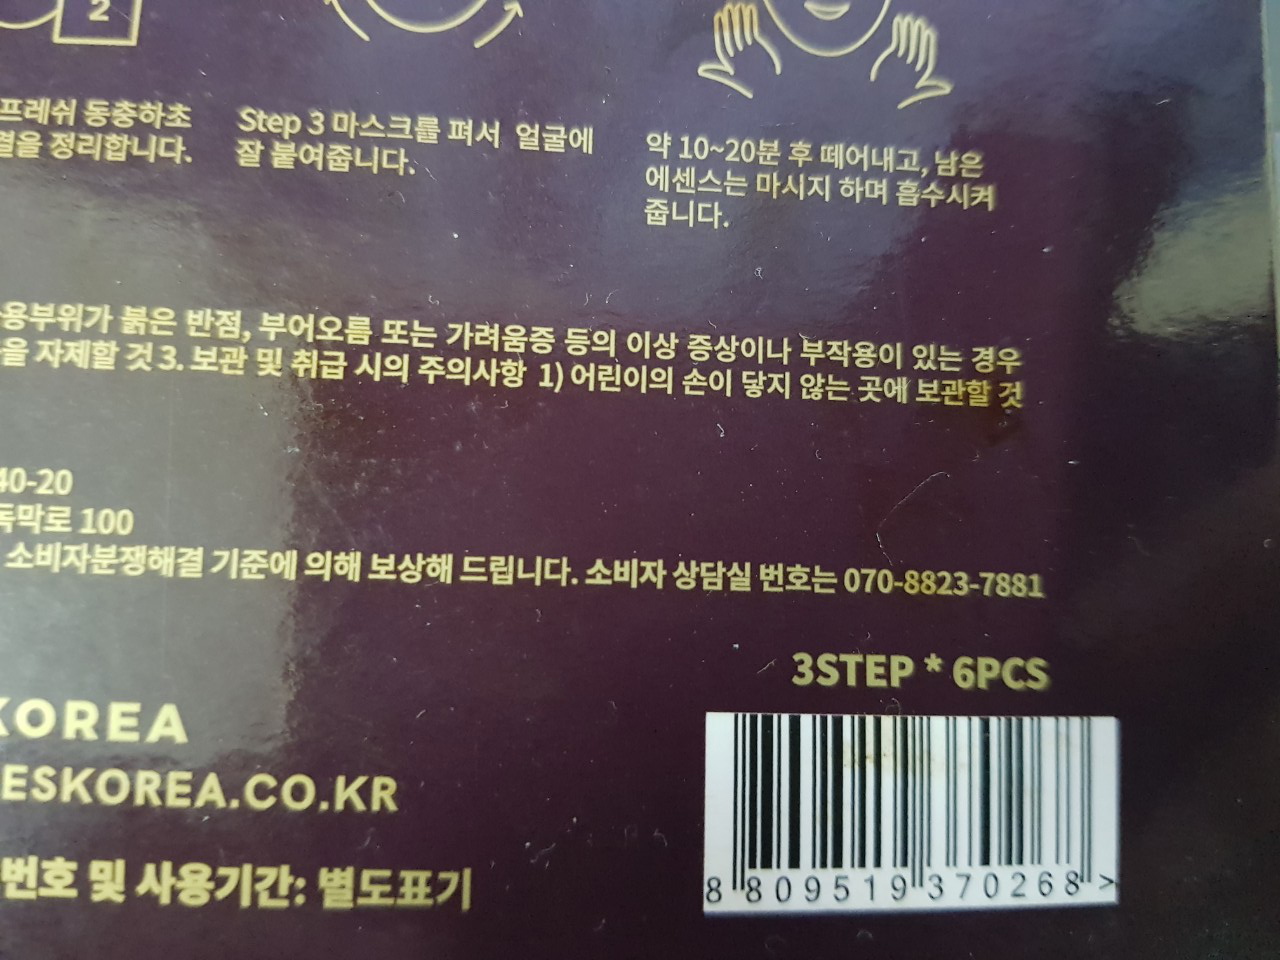 2
프레쉬 동충하초
결을 정리합니다.
Step 3 마스크를 펴서 얼굴에
잘 붙여줍니다.
약 10~20분 후 떼어내고, 남은
에센스는 마시지 하며 흡수시켜
줍니다.
용부위가 붉은 반점, 부어오름 또는 가려움증 등의 이상 증상이나 부작용이 있는 경우
을 자제할 것 3. 보관 및 취급 시의 주의사항 1) 어린이의 손이 닿지 않는 곳에 보관할 것
40-20
독막로 100
소비자분쟁해결 기준에 의해 보상해 드립니다. 소비자 상담실 번호는 070-8823-7881
3STEP * 6PCS
KOREA
ESKOREA.CO.KR
번호 및 사용기간: 별도표기
8 809519 370268 >